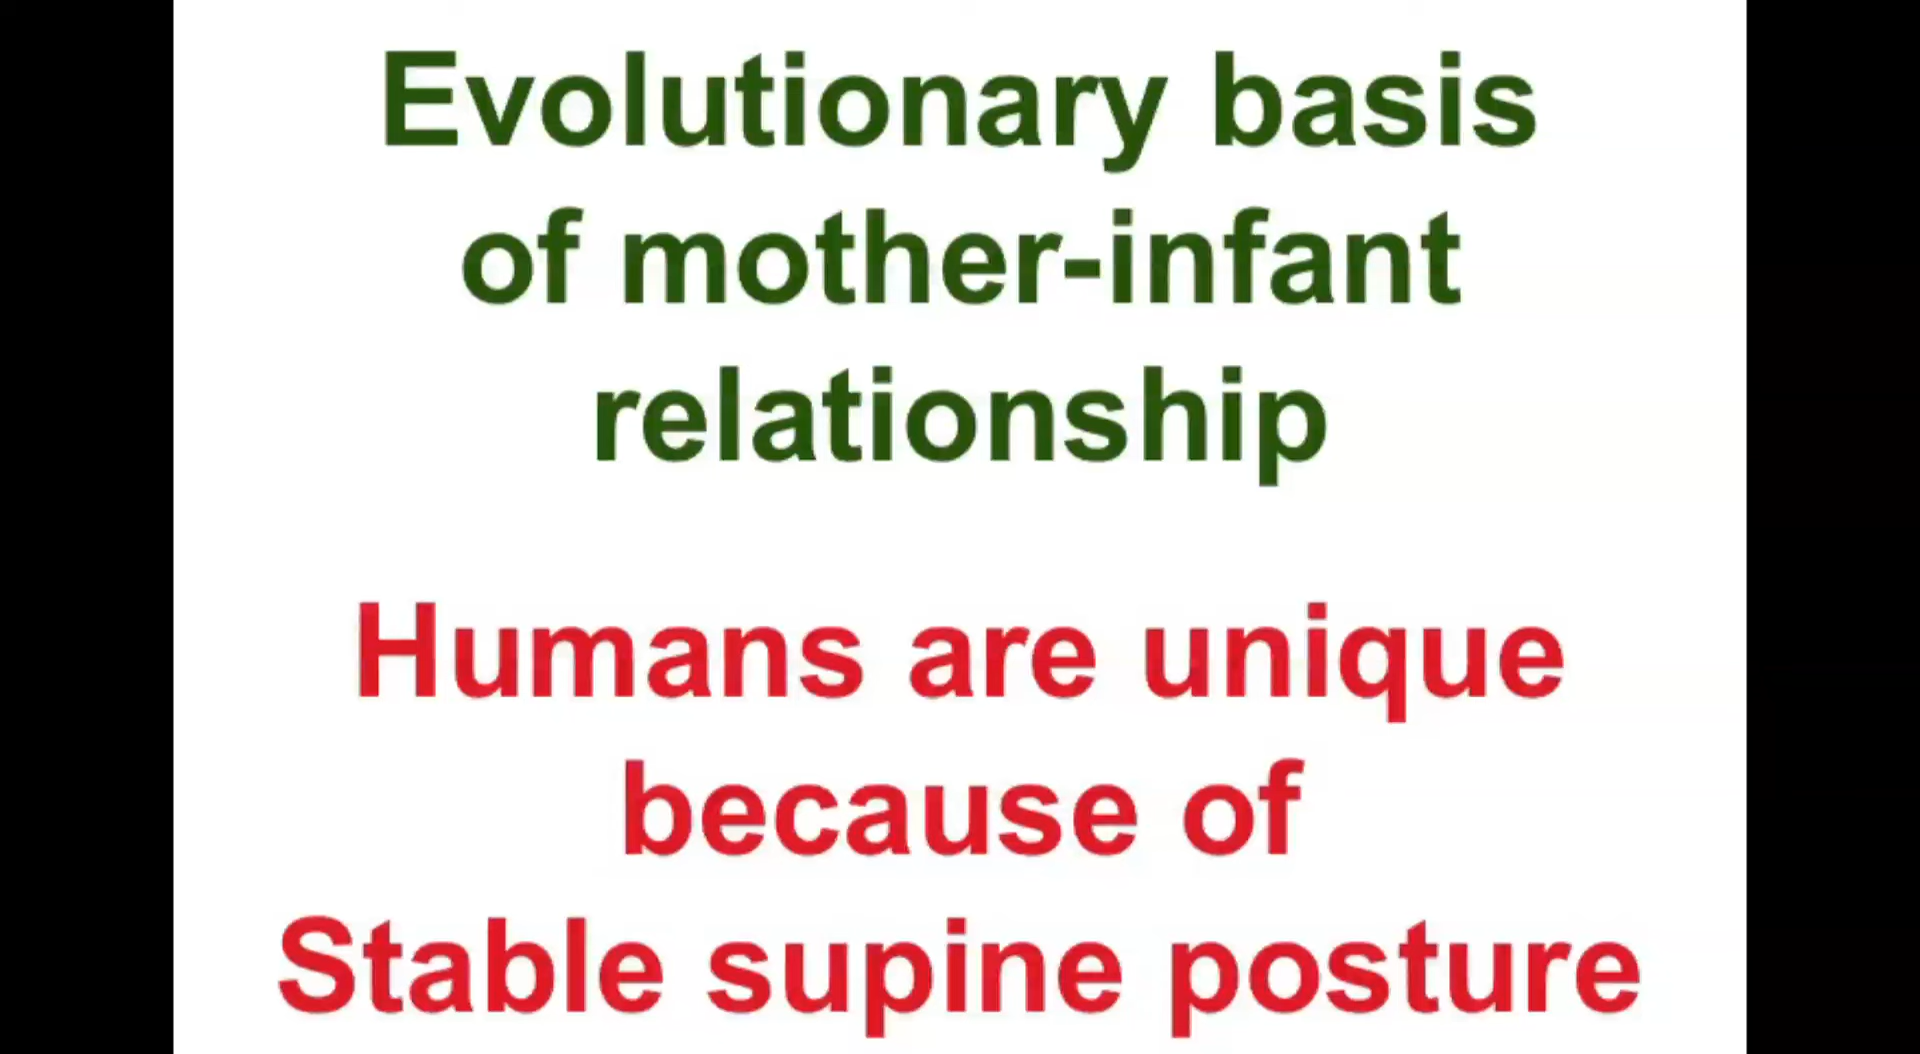 Evolutionary basis
of mother-infant
relationship
Humans are unique
because of
Stable supine posture